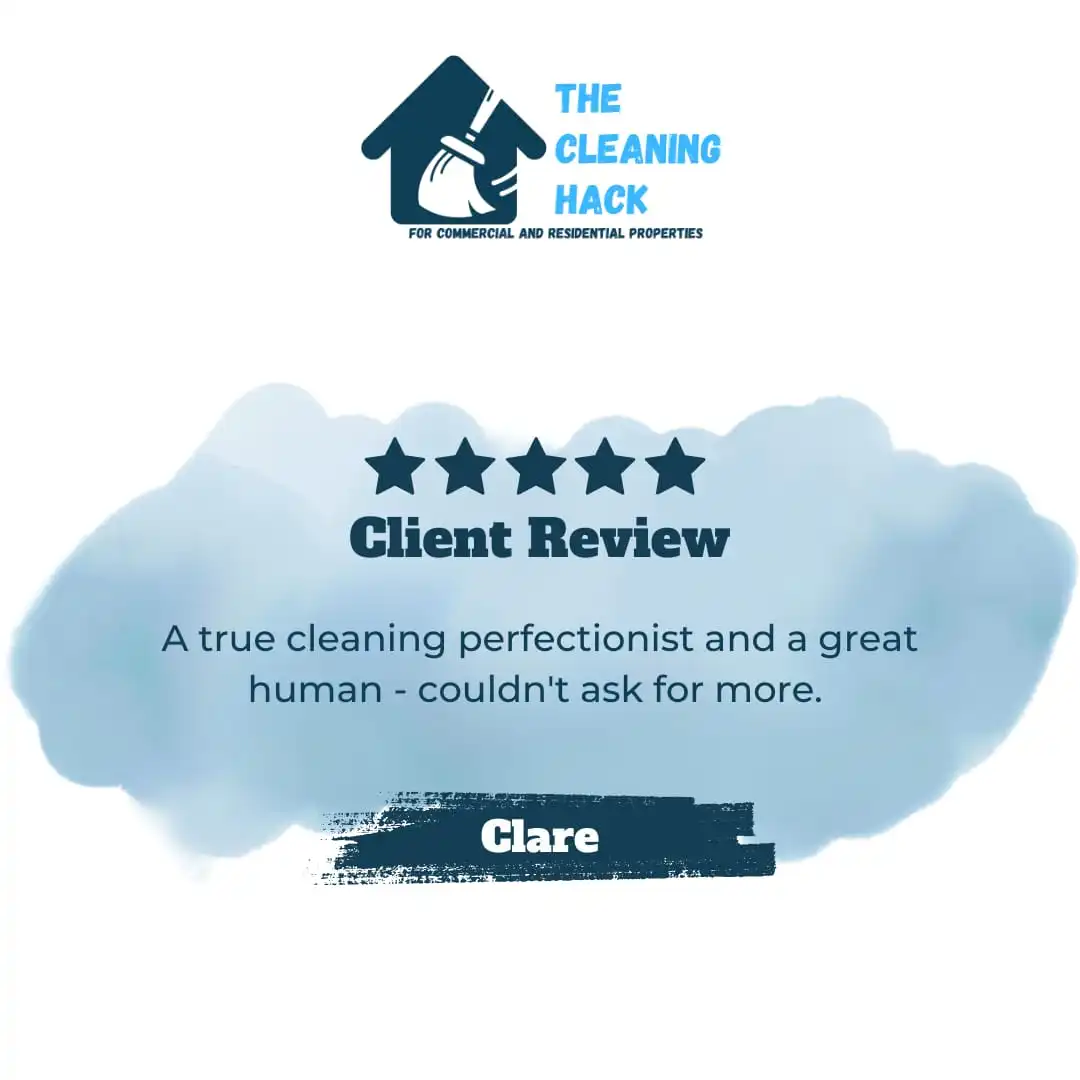 THE
CLEANING
HACK
FOR COMMERCIAL AND RESIDENTIAL PROPERTIES
Client Review
A true cleaning perfectionist and a great
human - couldn't ask for more.
Clare